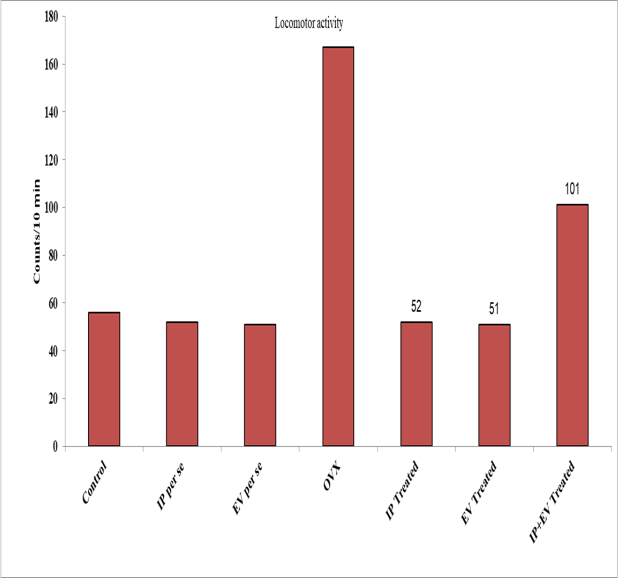 Locomotor activity
Counts/10 min
180
160
140
120
100
80
60
40
20
0
52
51
101
Control
IP per se
EV per se
OVX
IP Treated
EV Treated
IP+EV Treated